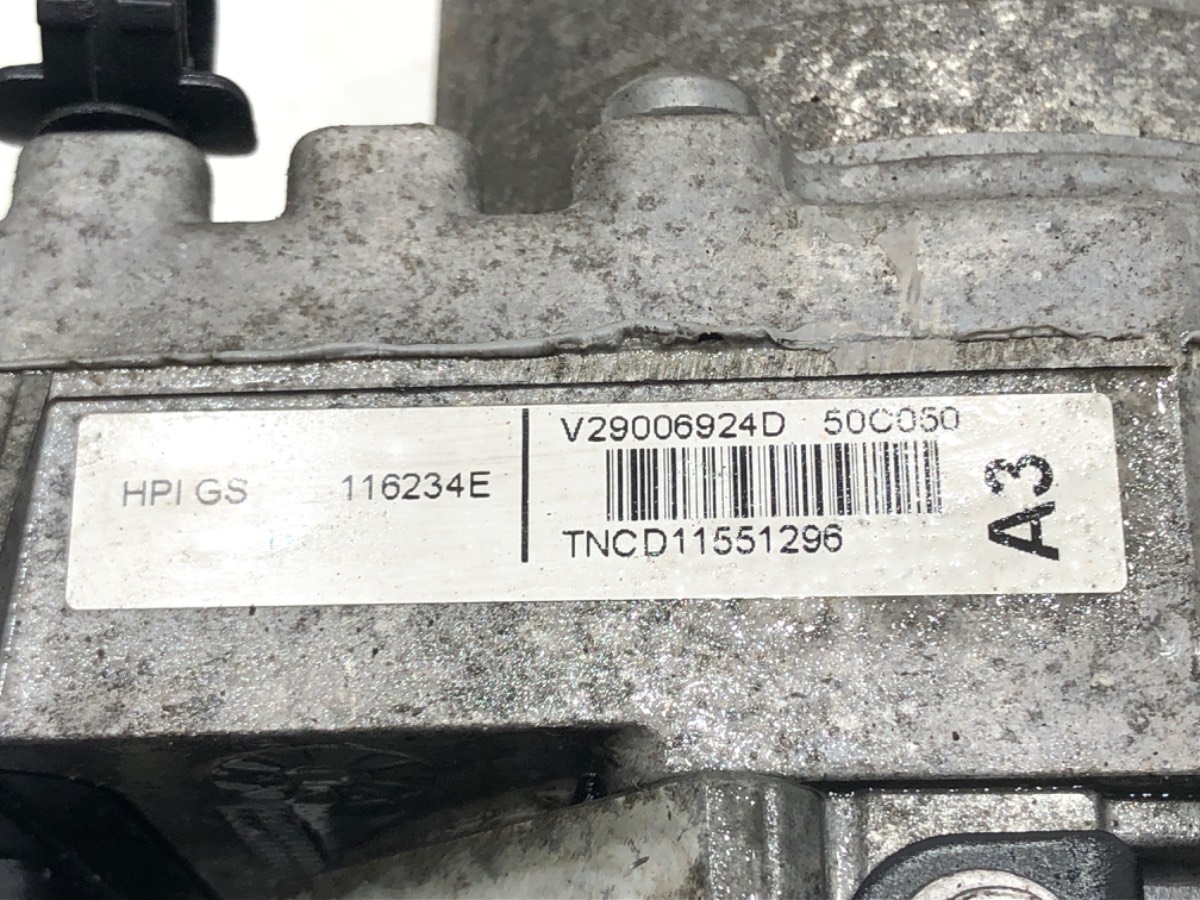 HPI GS 116234E
V29006924D 50C050
TNCD11551296
A3